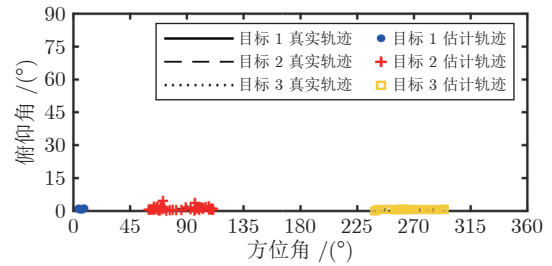 90
75
60
45
30
15
0
俯仰角 /(°)
目标 1 真实轨迹 目标 1 估计轨迹
目标 2 真实轨迹 目标 2 估计轨迹
目标 3 真实轨迹 目标 3 估计轨迹
0 45 90 135 180 225 270 315 360
方位角 /(°)